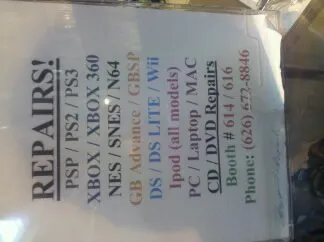 REPAIRS!
PSP / PS2 / PS3
XBOX / XBOX 360
NES / SNES / N64
GB Advance / GBSP
DS / DS LITE / Wii
Ipod (all models)
PC / Laptop / MAC
CD / DVD Repairs
Booth # 614 / 616
Phone: (626) 673-8846